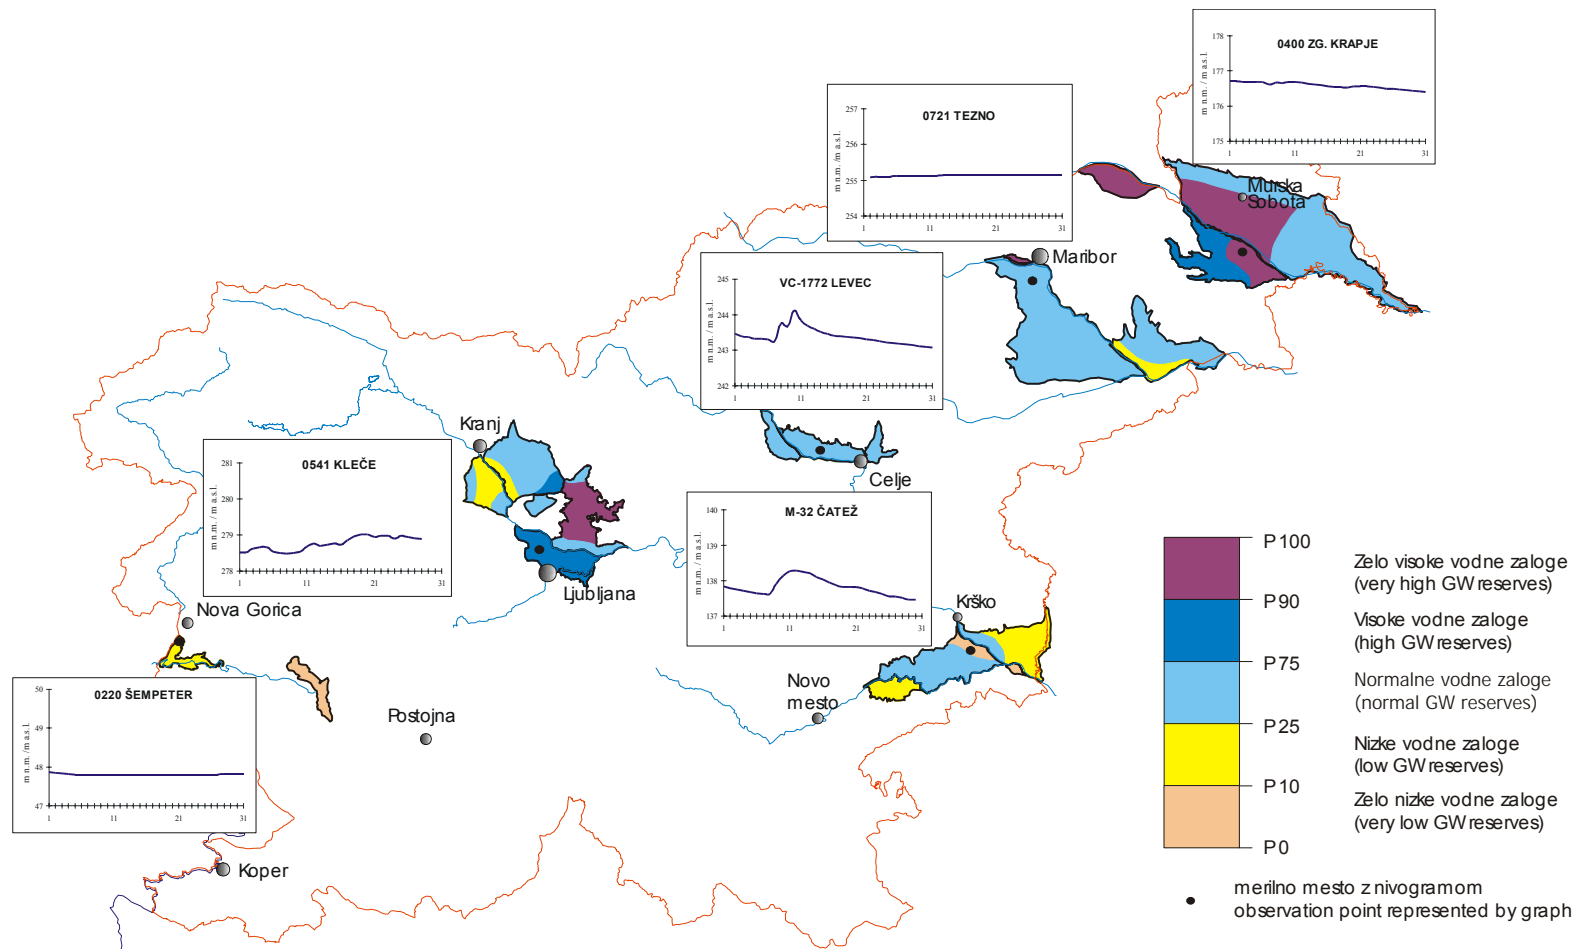 0400 ZG. KRAPJE
m n.m. / m a.s.l.
178
177
176
175
1
11
21
31
0721 TEZNO
m n.m. /m a.s.l.
257
256
255
254
1
11
21
31
Murska
Sobota
Maribor
VC-1772 LEVEC
m n.m. / m a.s.l.
245
244
243
242
1
11
21
31
Kranj
Celje
0541 KLEČE
m n.m. / m a.s.l.
281
280
279
278
1
11
21
31
M-32 ČATEŽ
m n.m. / m a.s.l.
140
139
138
137
1
11
21
31
Ljubljana
Nova Gorica
Krško
Novo
mesto
Postojna
0220 ŠEMPETER
m n.m. /m a.s.l.
50
49
48
47
1
11
21
31
Koper
P 100
Zelo visoke vodne zaloge
(very high GW reserves)
P 90
Visoke vodne zaloge
(high GW reserves)
P 75
Normalne vodne zaloge
(normal GW reserves)
P 25
Nizke vodne zaloge
(low GW reserves)
P 10
Zelo nizke vodne zaloge
(very low GW reserves)
P 0
merilno mesto z nivogramom
observation point represented by graph